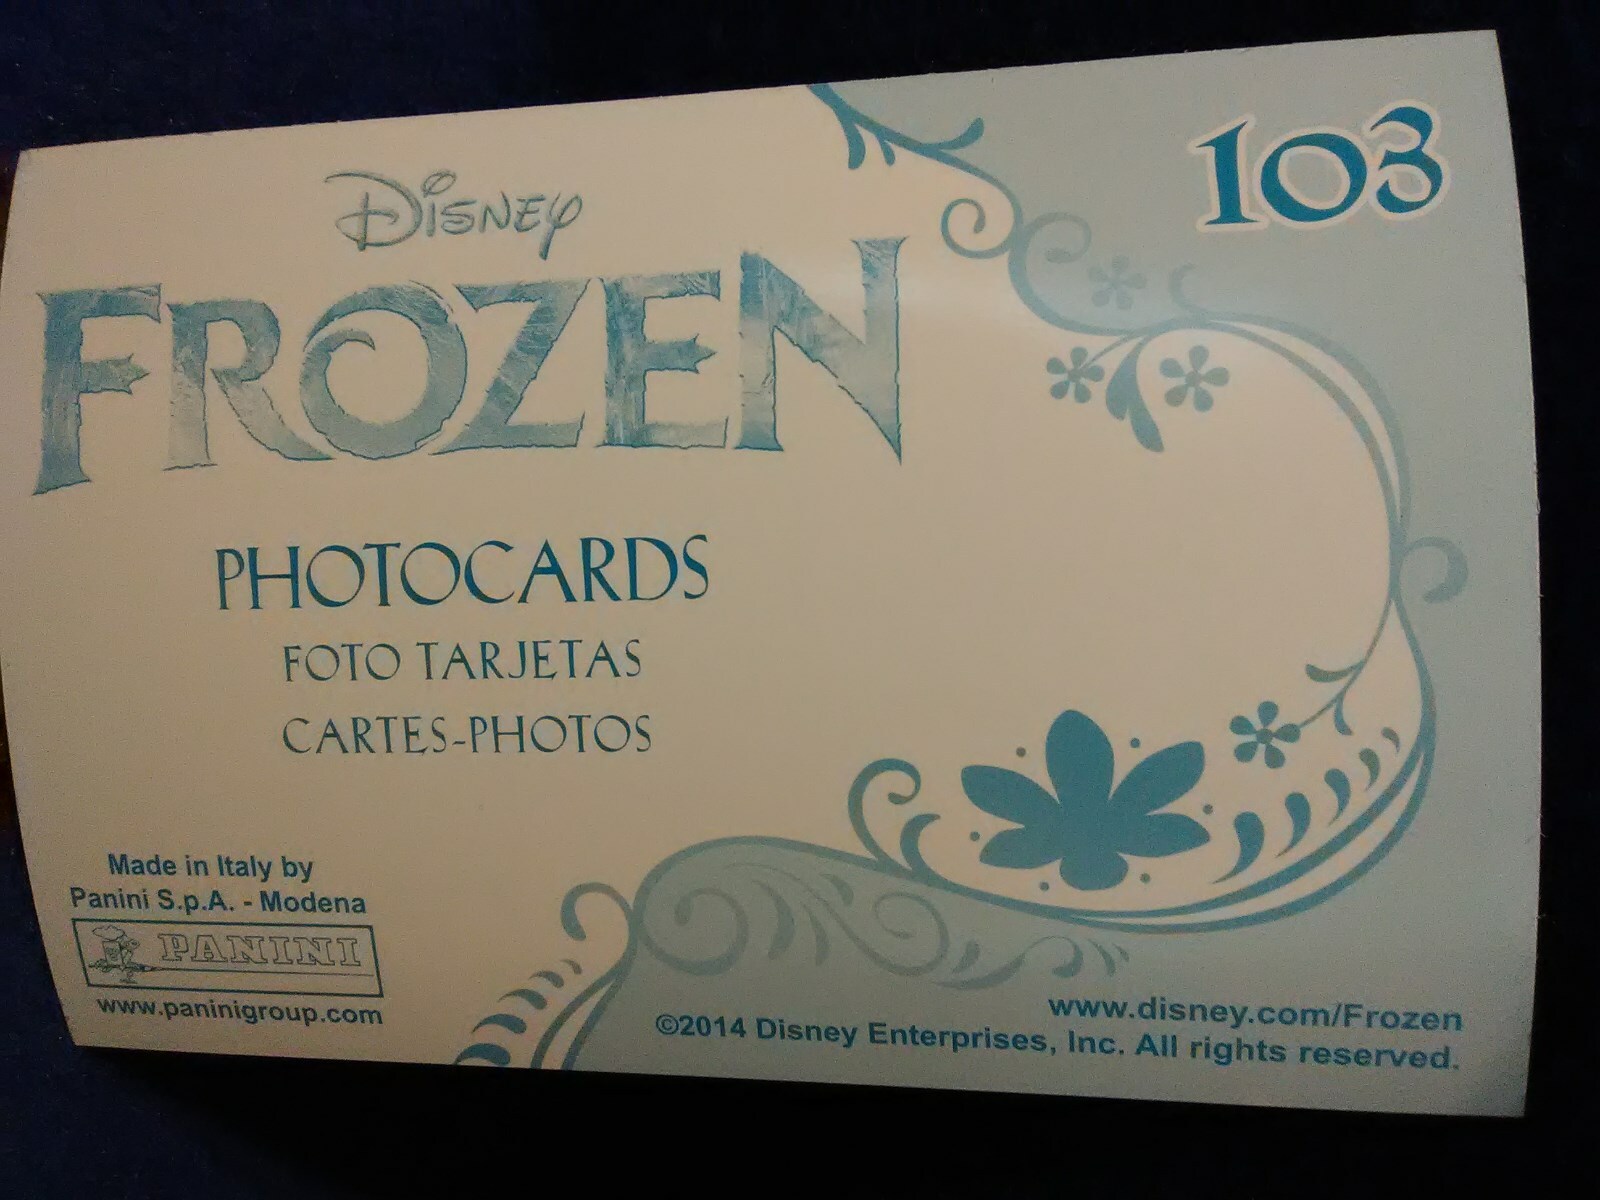 103
Disney
FROZEN
PHOTOCARDS
FOTO TARJETAS
CARTES-PHOTOS
Made in Italy by
Panini S.p.A. - Modena
PANINI
www.paninigroup.com
www.disney.com/Frozen
©2014 Disney Enterprises, Inc. All rights reserved.